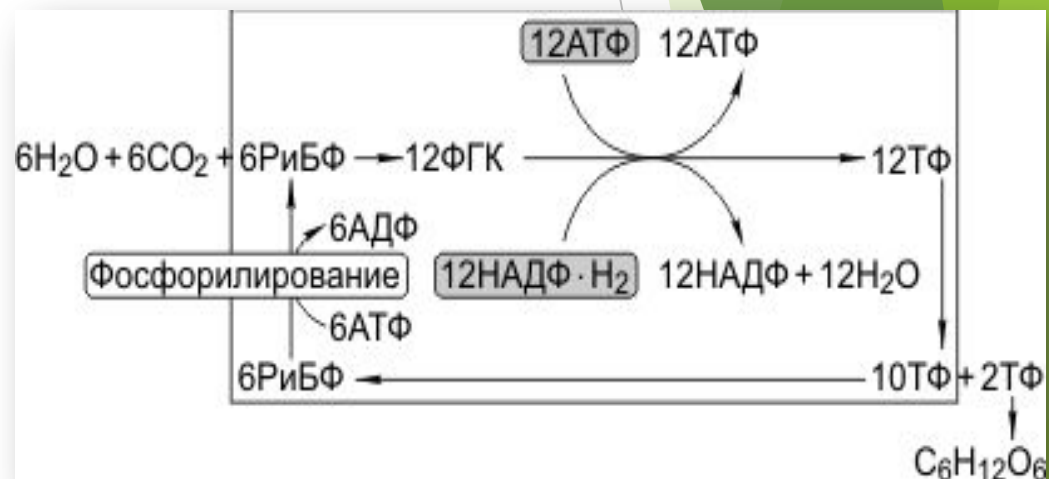 12АТФ 12АТФ
6H₂O + 6CO₂ + 6РиБФ 12ФГК 12ТФ
6АДФ
Фосфорилирование 12НАДФ · H₂ 12НАДФ + 12H₂O
6АТФ
6РиБФ 10ТФ + 2ТФ
C₆H₁₂O₆